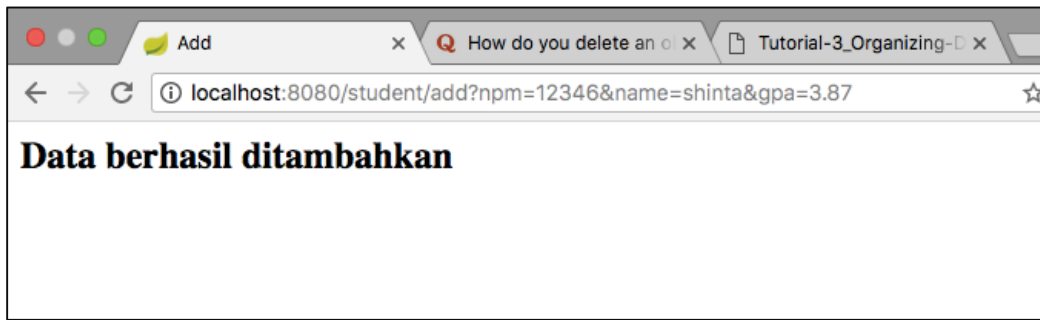 Add
How do you delete an o
Tutorial-3_Organizing-D
localhost:8080/student/add?npm=12346&name=shinta&gpa=3.87
Data berhasil ditambahkan